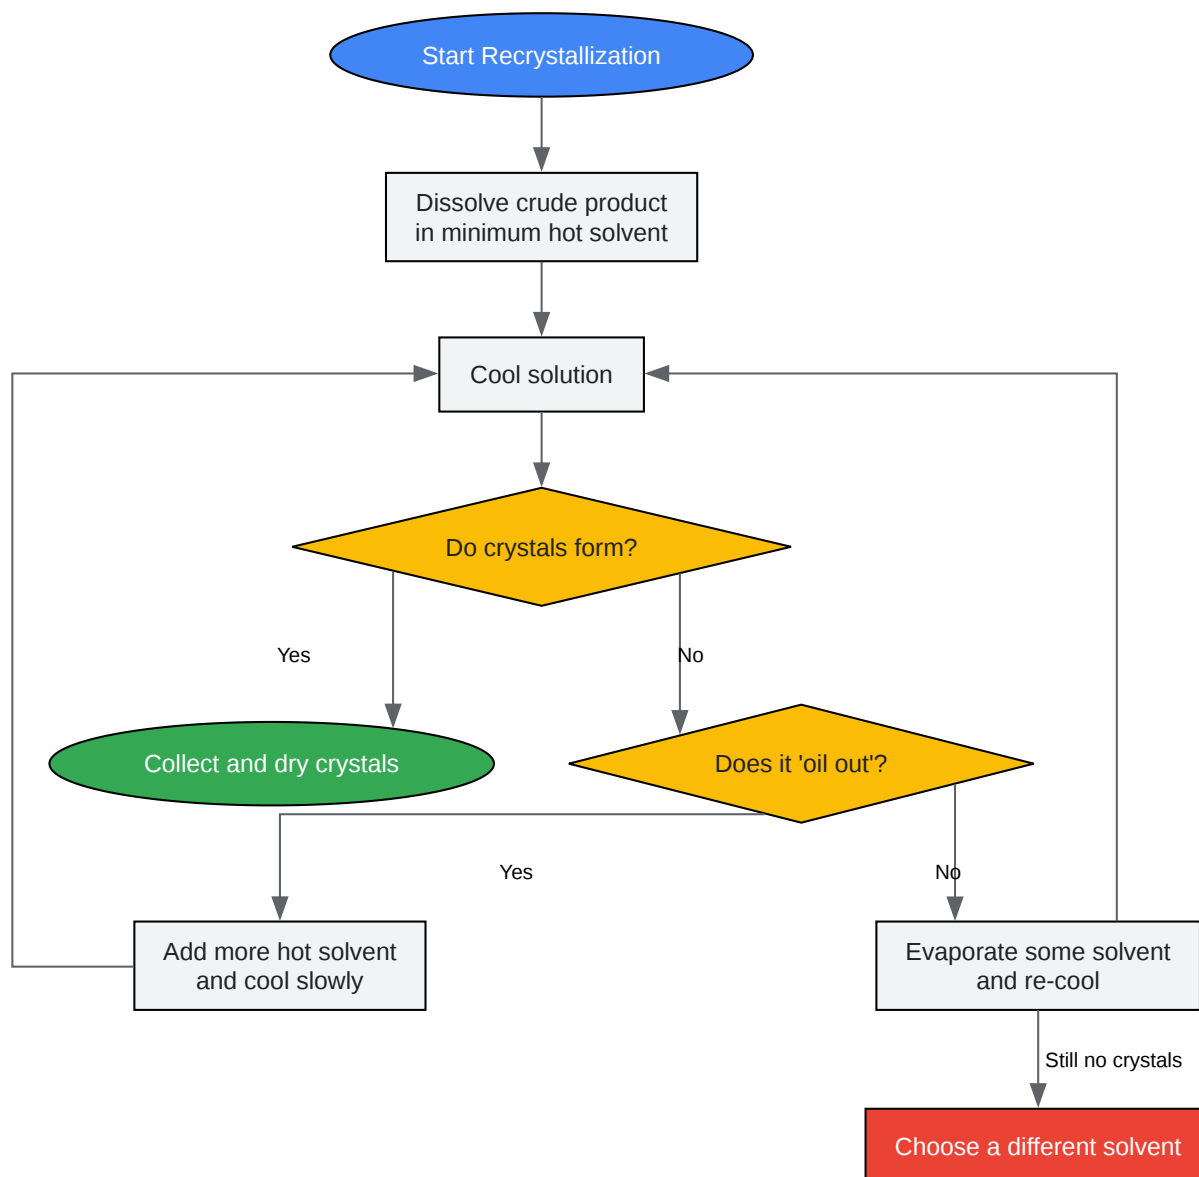 Start Recrystallization
Dissolve crude product
in minimum hot solvent
Cool solution
Do crystals form?
Yes
No
Collect and dry crystals
Does it 'oil out'?
Yes
No
Add more hot solvent
and cool slowly
Evaporate some solvent
and re-cool
Still no crystals
Choose a different solvent